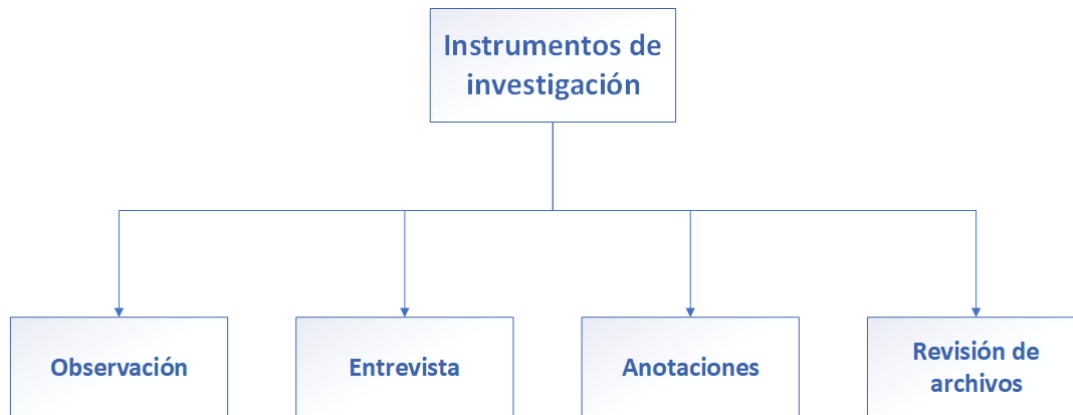 Instrumentos de
investigación
Observación
Entrevista
Anotaciones
Revisión de
archivos